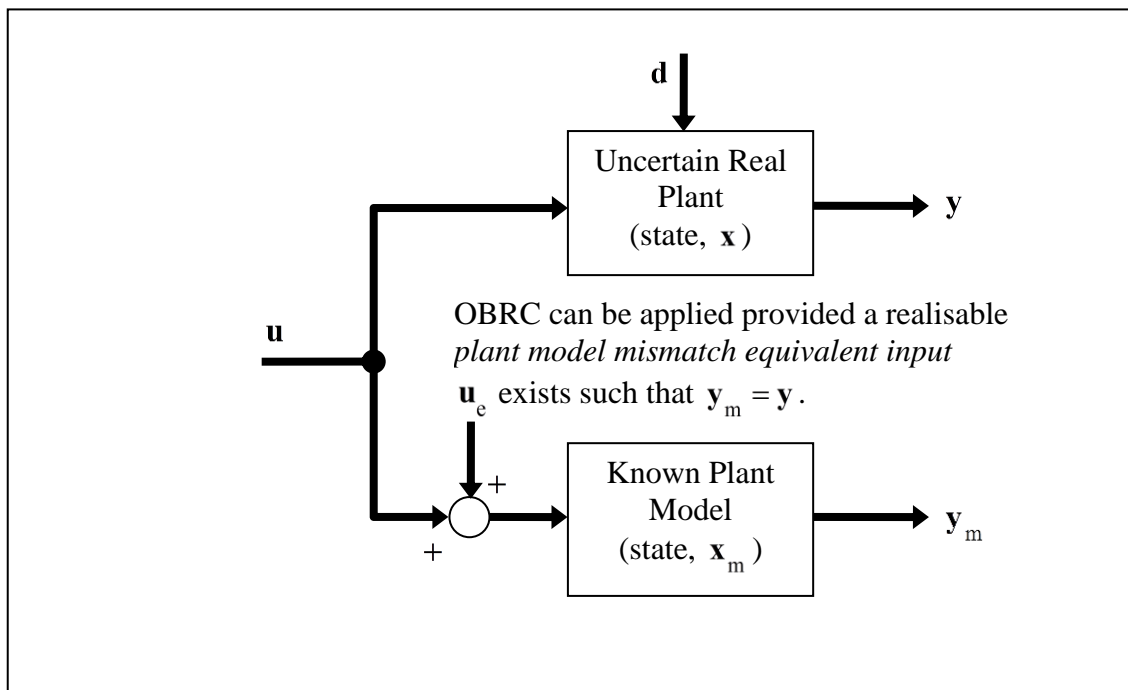 d
Uncertain Real
Plant
(state, x )
y
OBRC can be applied provided a realisable
plant model mismatch equivalent input
u_e exists such that y_m = y .
u
+
+
Known Plant
Model
(state, x_m )
y_m